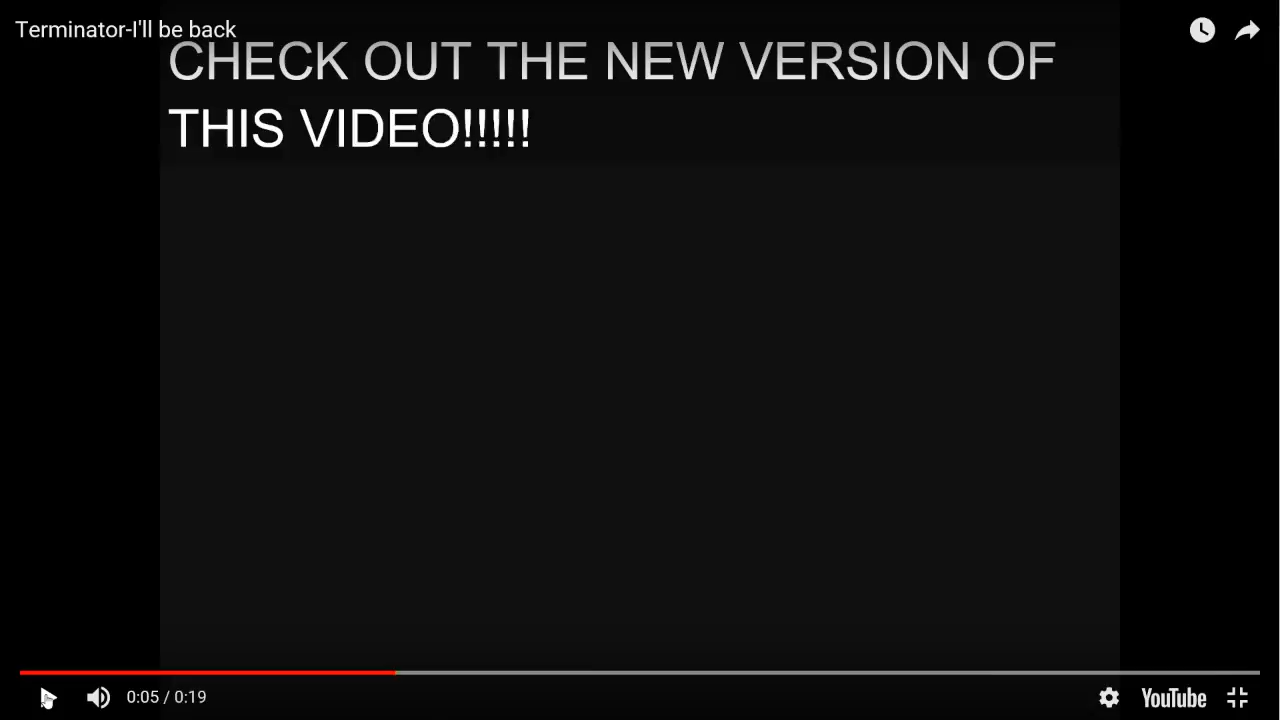 Terminator-I'll be back
CHECK OUT THE NEW VERSION OF
THIS VIDEO!!!!!
0:05 / 0:19
YouTube